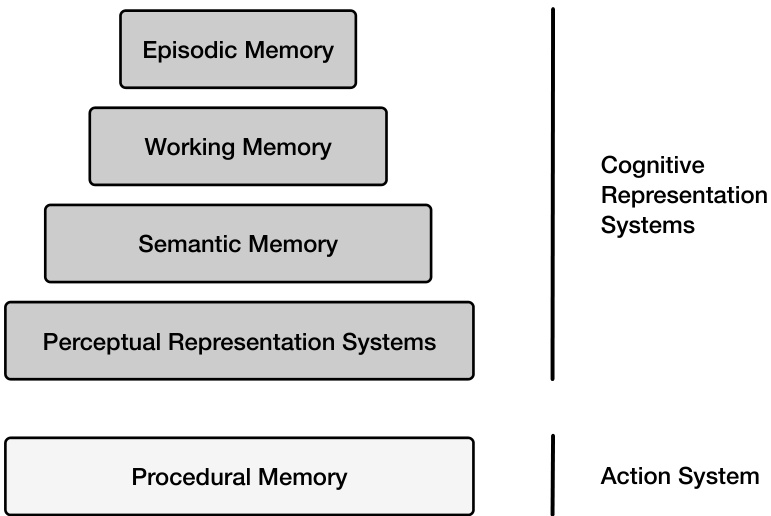 Episodic Memory
Working Memory
Semantic Memory
Perceptual Representation Systems
Cognitive
Representation
Systems
Procedural Memory
Action System